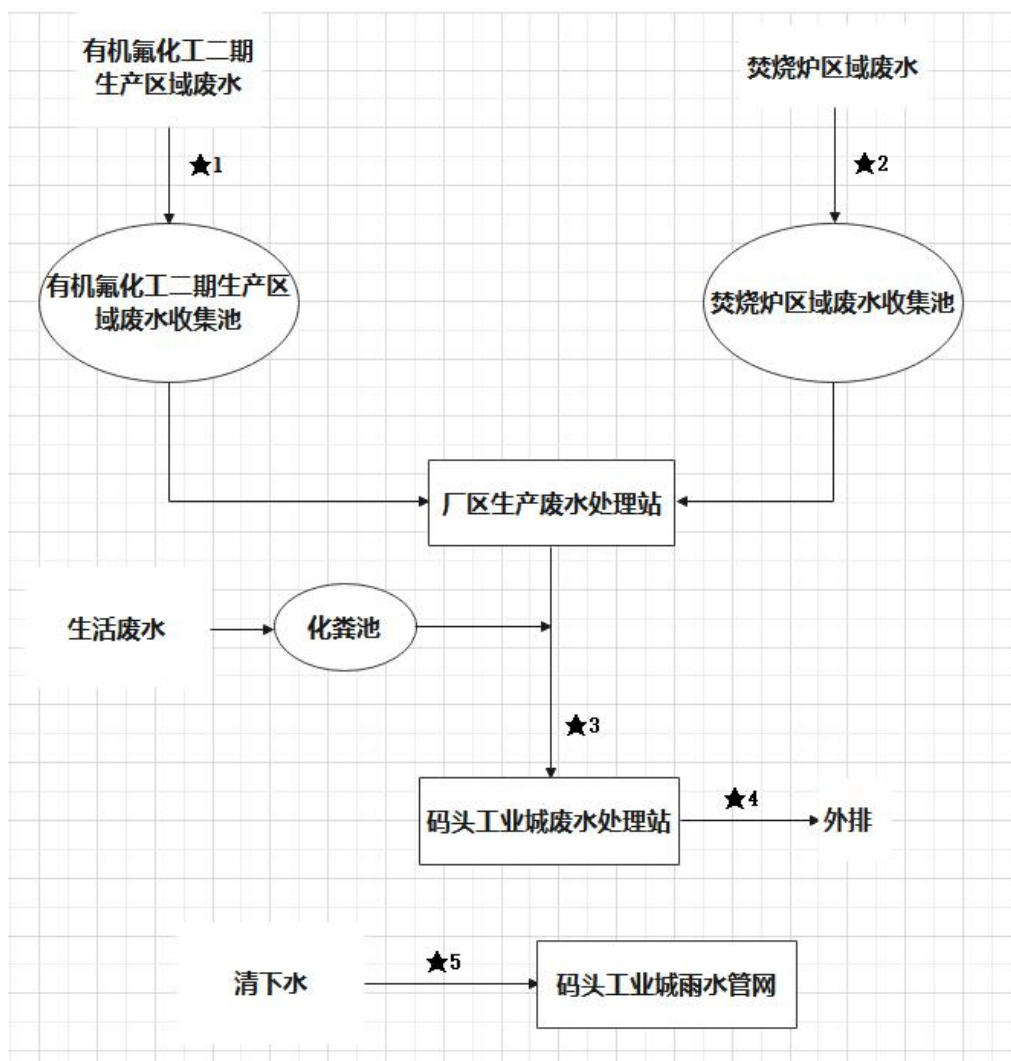 有机氟化工二期
生产区域废水
焚烧炉区域废水
★1
★2
有机氟化工二期生产区
域废水收集池
焚烧炉区域废水收集池
厂区生产废水处理站
生活废水
化粪池
★3
码头工业城废水处理站
★4
外排
清下水
★5
码头工业城雨水管网